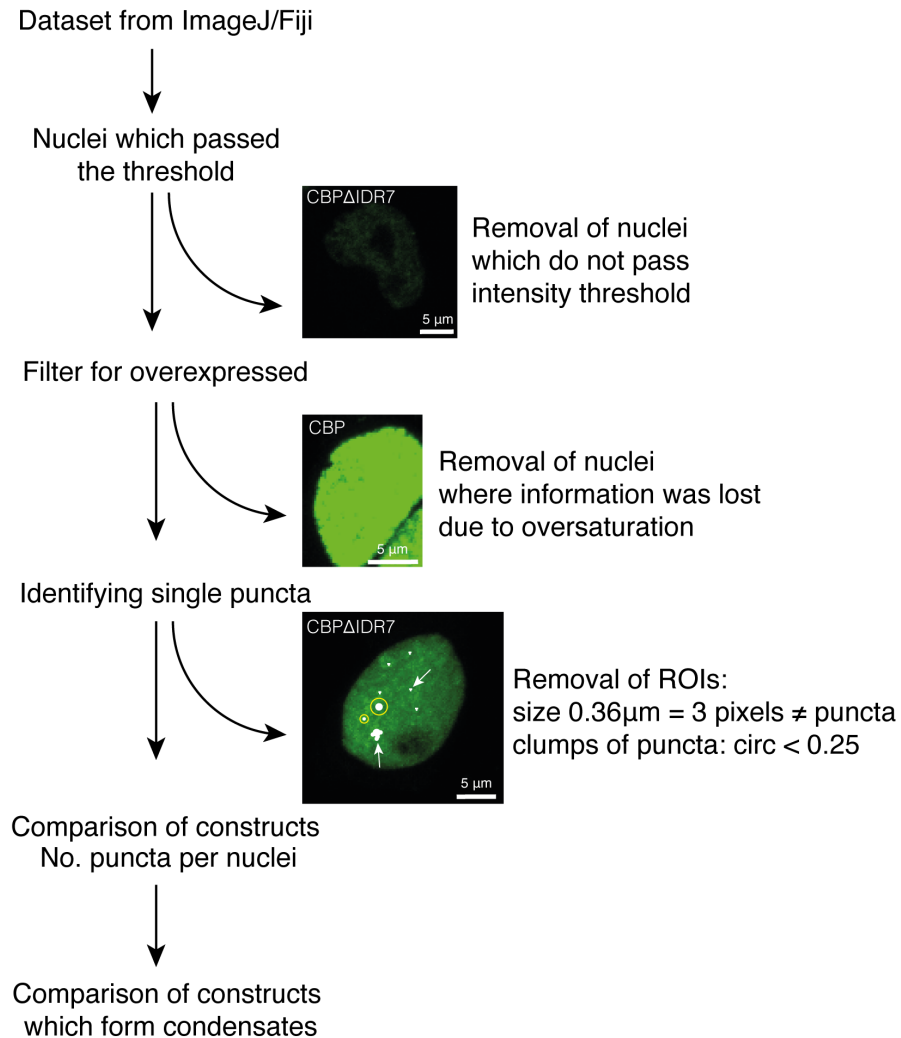 Dataset from ImageJ/Fiji
Nuclei which passed
the threshold
CBPΔIDR7
5 µm
Removal of nuclei
which do not pass
intensity threshold
Filter for overexpressed
CBP
5 µm
Removal of nuclei
where information was lost
due to oversaturation
Identifying single puncta
CBPΔIDR7
5 µm
Removal of ROIs:
size 0.36µm = 3 pixels ≠ puncta
clumps of puncta: circ < 0.25
Comparison of constructs
No. puncta per nuclei
Comparison of constructs
which form condensates